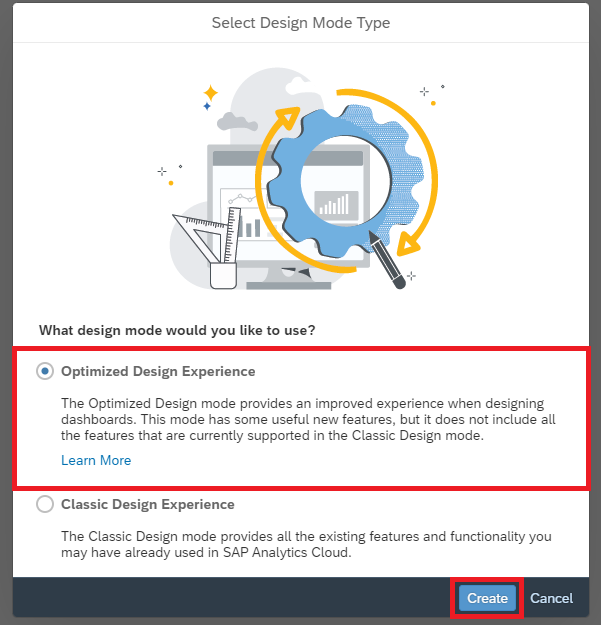 Select Design Mode Type
What design mode would you like to use?
Optimized Design Experience
The Optimized Design mode provides an improved experience when designing
dashboards. This mode has some useful new features, but it does not include all
the features that are currently supported in the Classic Design mode.
Learn More
Classic Design Experience
The Classic Design mode provides all the existing features and functionality you
may have already used in SAP Analytics Cloud.
Create
Cancel